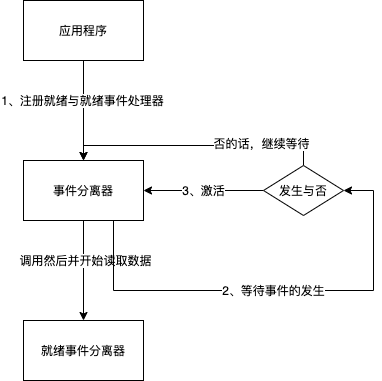 应用程序
1、注册就绪与就绪事件处理器
否的话，继续等待
事件分离器
3、激活
发生与否
调用然后并开始读取数据
2、等待事件的发生
就绪事件分离器